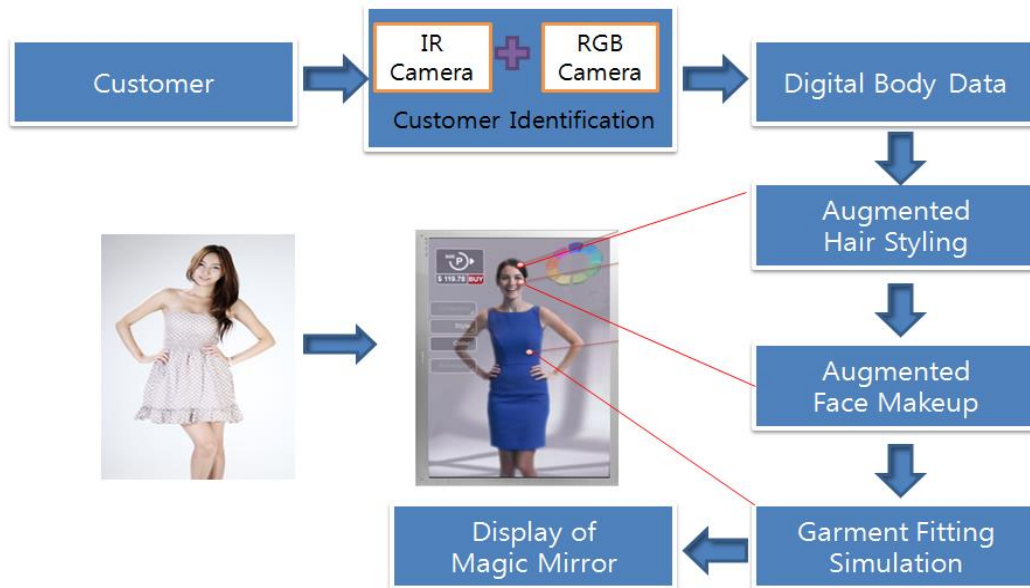 Customer
IR
Camera
RGB
Camera
Customer Identification
Digital Body Data
Augmented
Hair Styling
P
$ 119.78 BUY
Style
Augmented
Face Makeup
Garment Fitting
Simulation
Display of
Magic Mirror